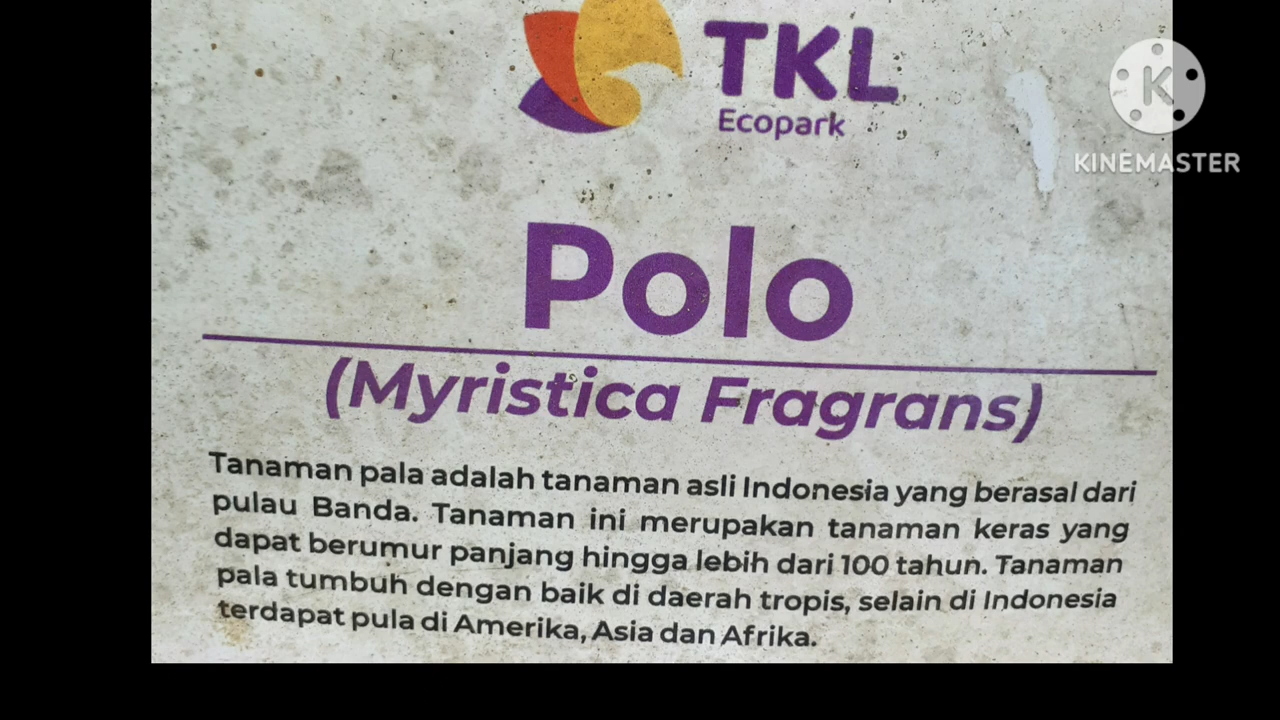 TKL
Ecopark
K
KINEMASTER
Polo
(Myristica Fragrans)
Tanaman pala adalah tanaman asli Indonesia yang berasal dari
pulau Banda. Tanaman ini merupakan tanaman keras yang
dapat berumur panjang hingga lebih dari 100 tahun. Tanaman
pala tumbuh dengan baik di daerah tropis, selain di Indonesia
terdapat pula di Amerika, Asia dan Afrika.